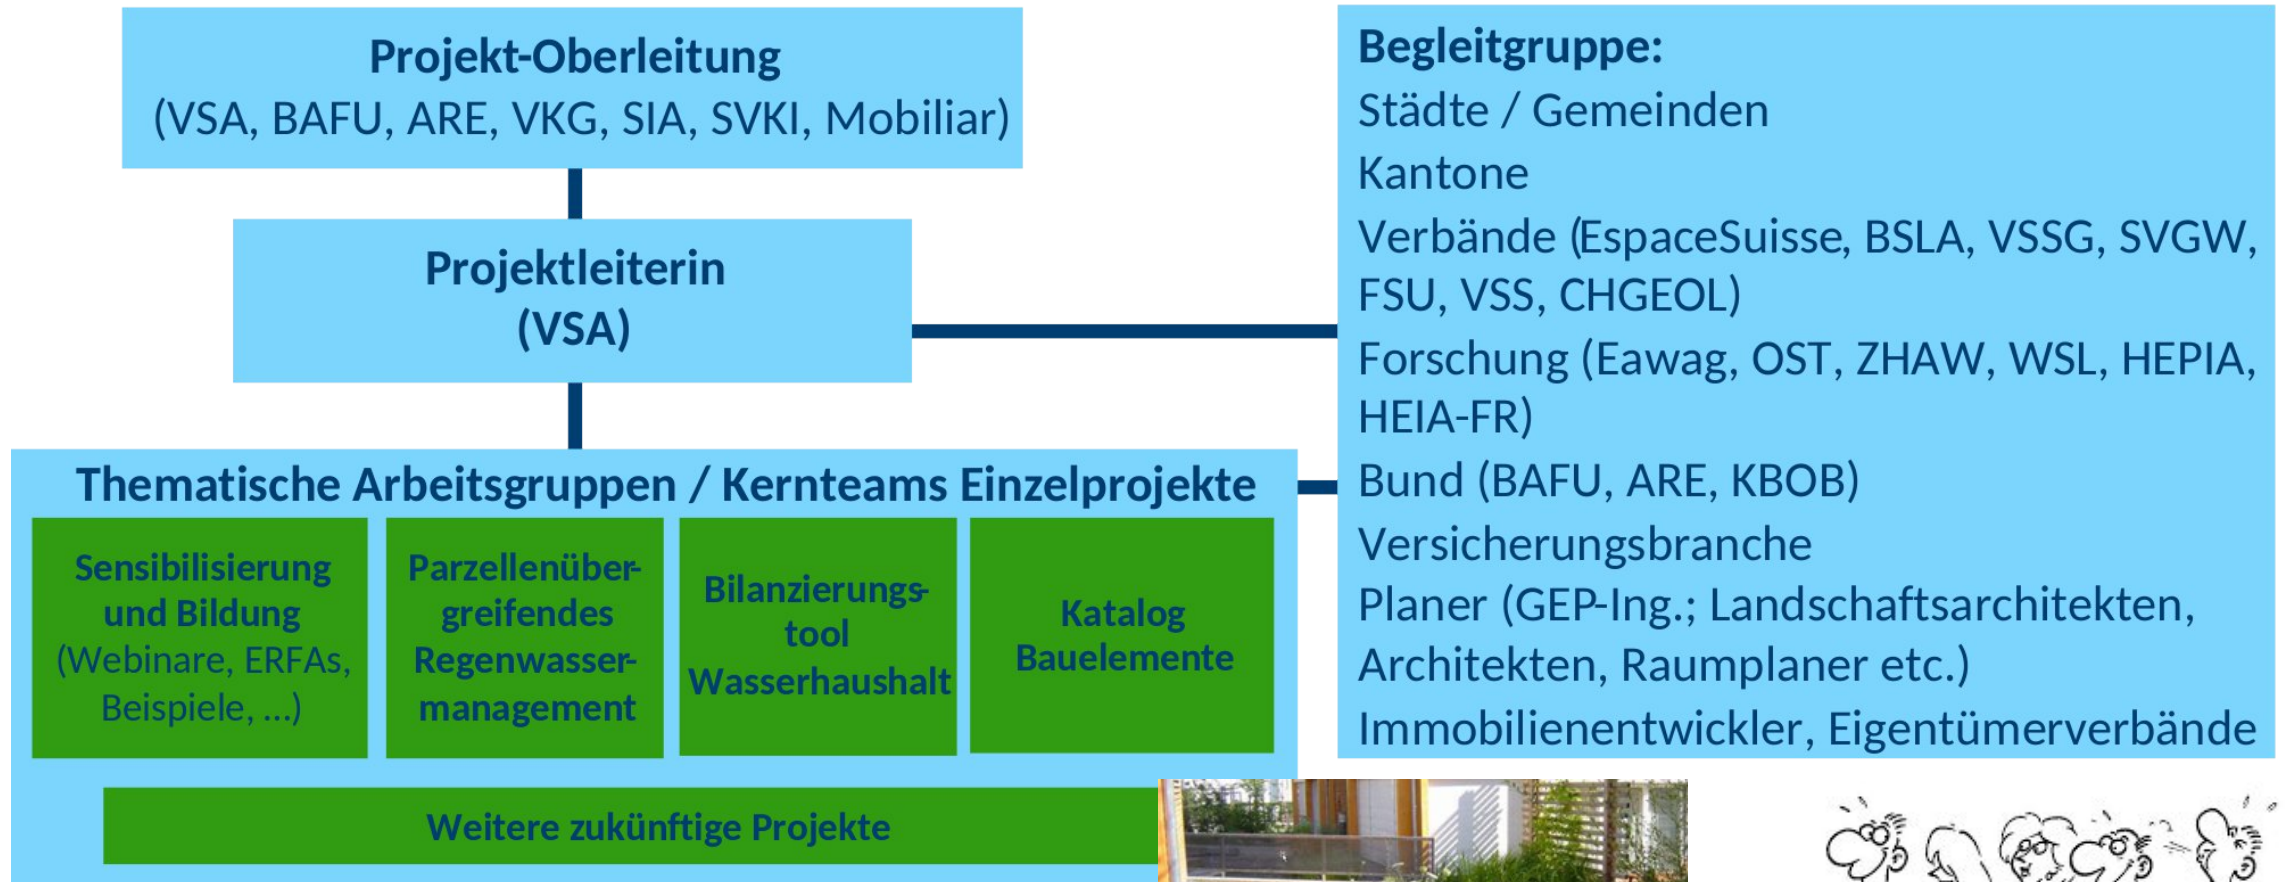 Projekt-Oberleitung
(VSA, BAFU, ARE, VKG, SIA, SVKI, Mobiliar)
Projektleiterin
(VSA)
Thematische Arbeitsgruppen / Kernteams Einzelprojekte
Sensibilisierung
und Bildung
(Webinare, ERFAs,
Beispiele, ...)
Parzellenüber-
greifendes
Regenwasser-
management
Bilanzierungs-
tool
Wasserhaushalt
Katalog
Bauelemente
Weitere zukünftige Projekte
Begleitgruppe:
Städte / Gemeinden
Kantone
Verbände (EspaceSuisse, BSLA, VSSG, SVGW,
FSU, VSS, CHGEOL)
Forschung (Eawag, OST, ZHAW, WSL, HEPIA,
HEIA-FR)
Bund (BAFU, ARE, KBOB)
Versicherungsbranche
Planer (GEP-Ing.; Landschaftsarchitekten,
Architekten, Raumplaner etc.)
Immobilienentwickler, Eigentümerverbände